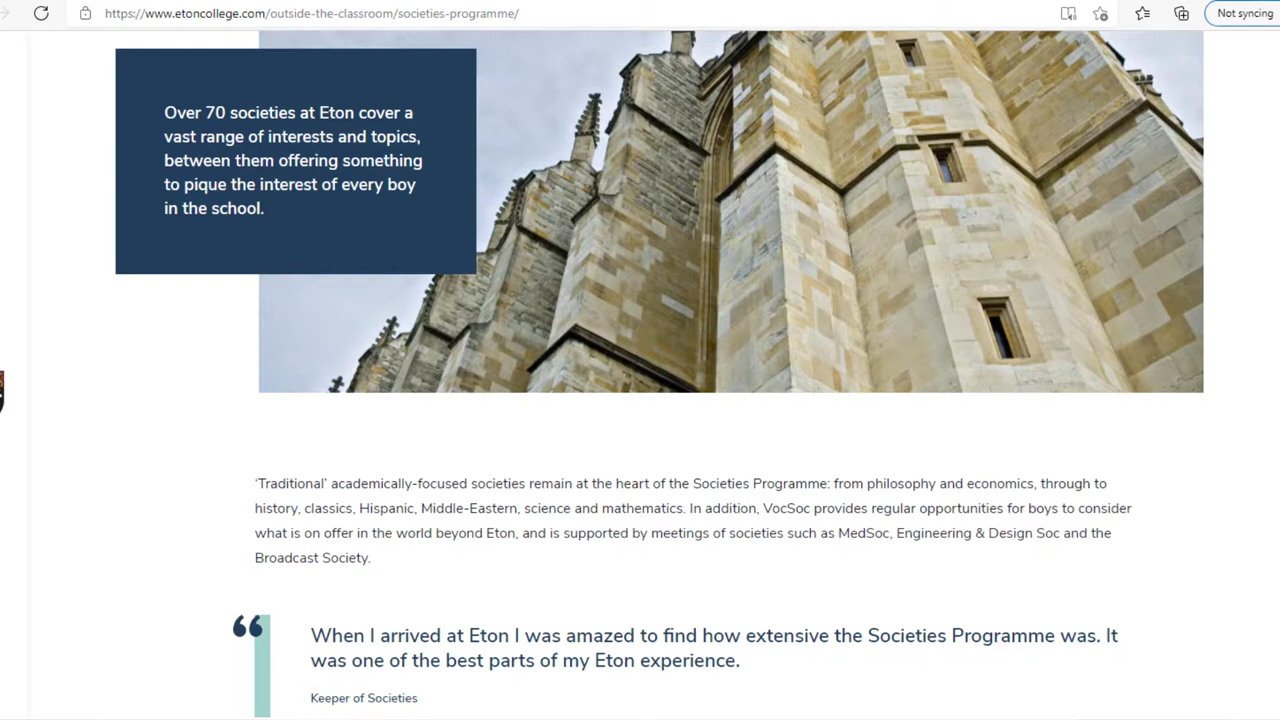 https://www.etoncollege.com/outside-the-classroom/societies-programme/
Not syncing
Over 70 societies at Eton cover a
vast range of interests and topics,
between them offering something
to pique the interest of every boy
in the school.
‘Traditional’ academically-focused societies remain at the heart of the Societies Programme: from philosophy and economics, through to
history, classics, Hispanic, Middle-Eastern, science and mathematics. In addition, VocSoc provides regular opportunities for boys to consider
what is on offer in the world beyond Eton, and is supported by meetings of societies such as MedSoc, Engineering & Design Soc and the
Broadcast Society.
“ When I arrived at Eton I was amazed to find how extensive the Societies Programme was. It
was one of the best parts of my Eton experience.
Keeper of Societies